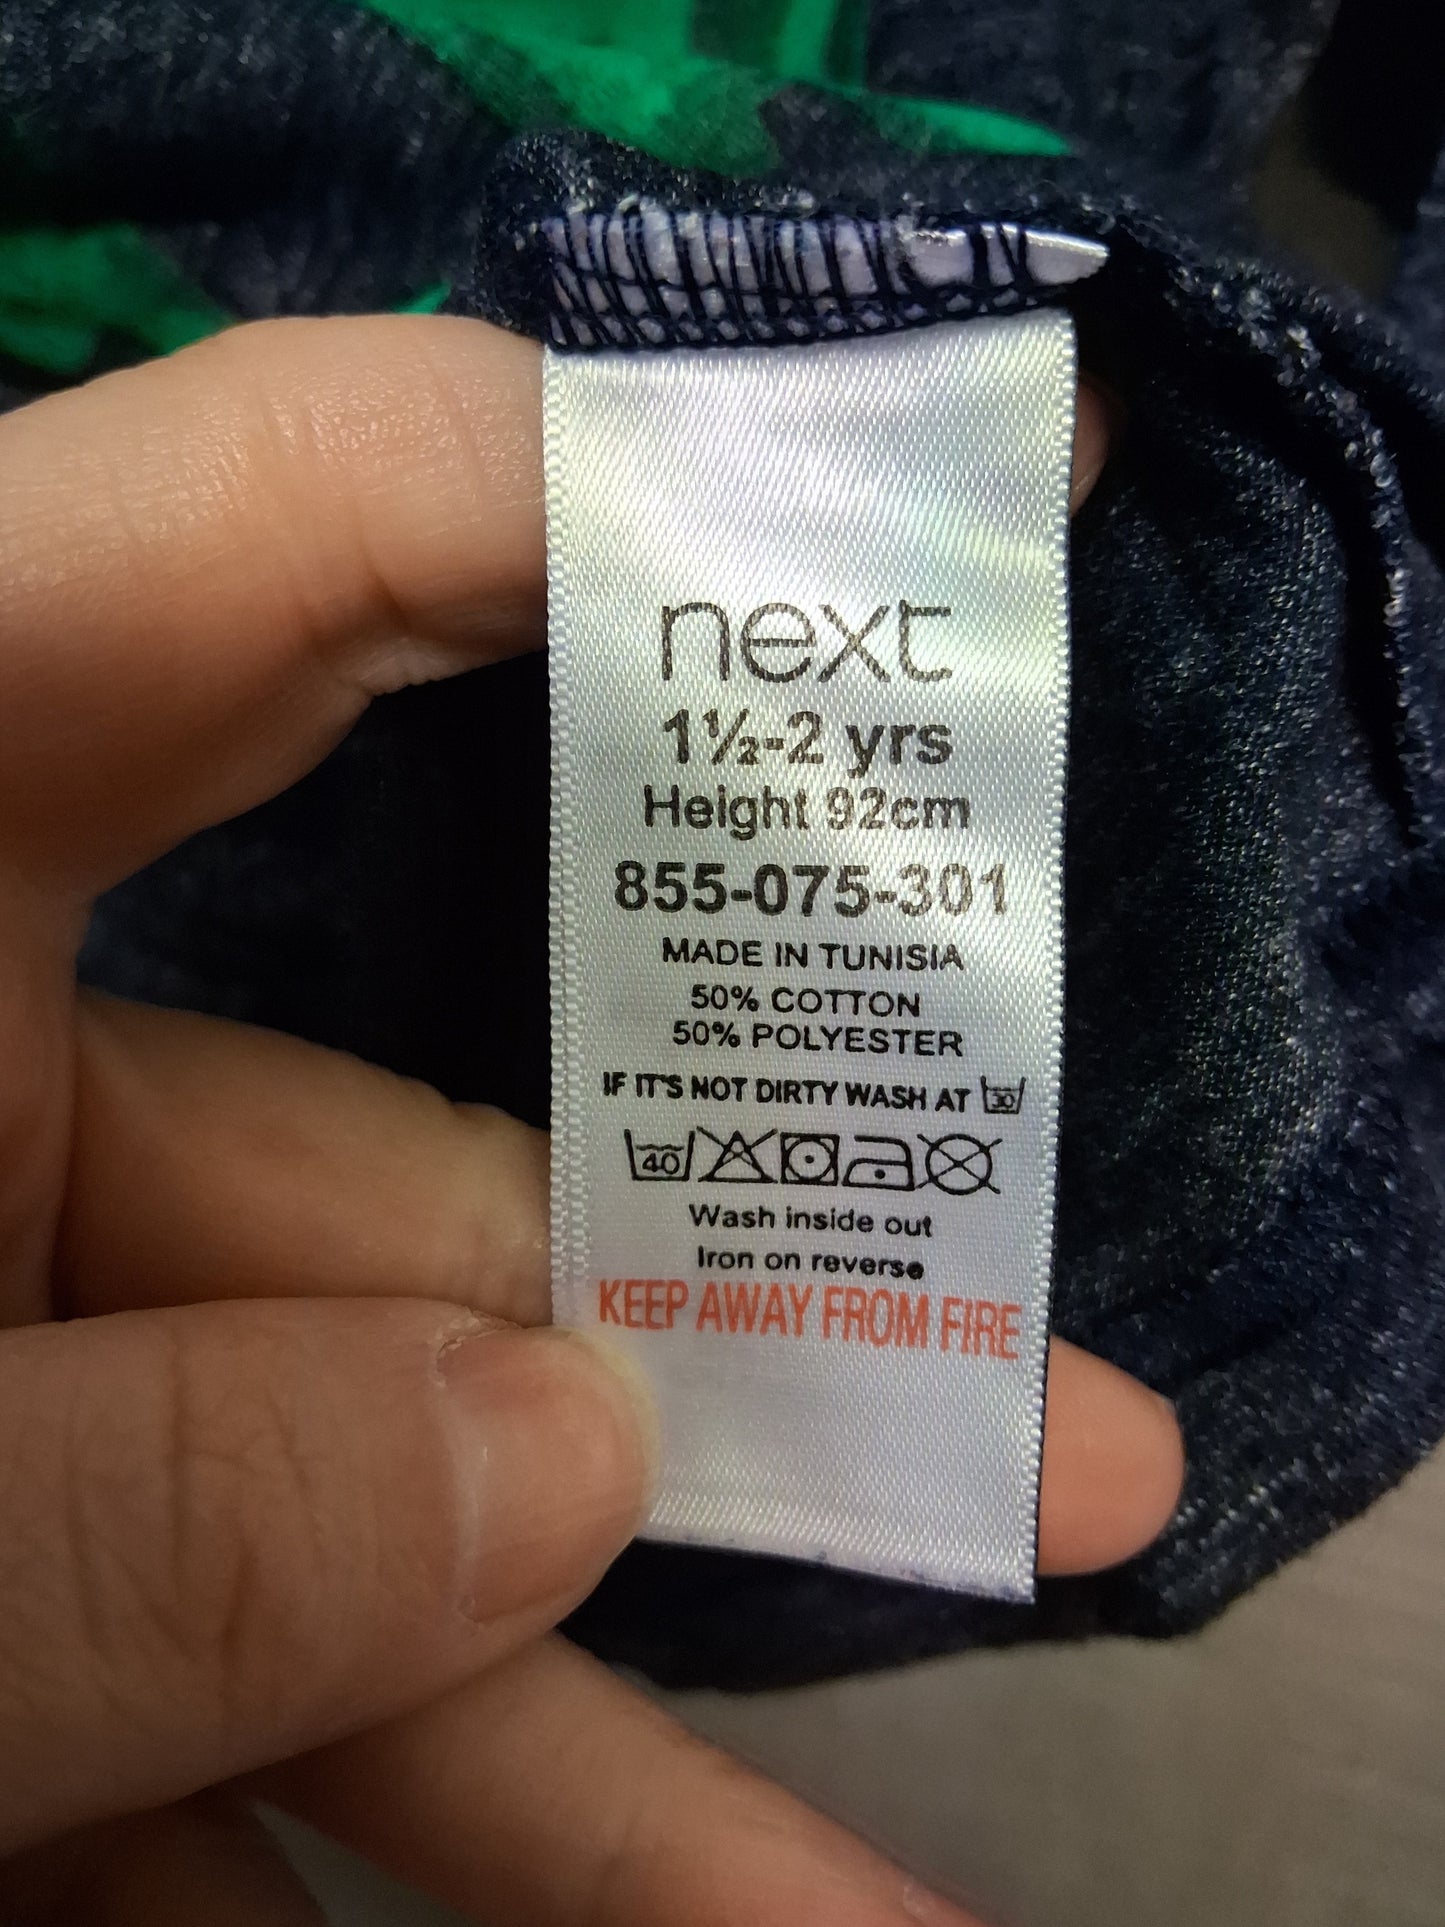 next
1½-2 yrs
Height 92cm
855-075-301
MADE IN TUNISIA
50% COTTON
50% POLYESTER
IF IT'S NOT DIRTY WASH AT 30
40
Wash inside out
Iron on reverse
KEEP AWAY FROM FIRE